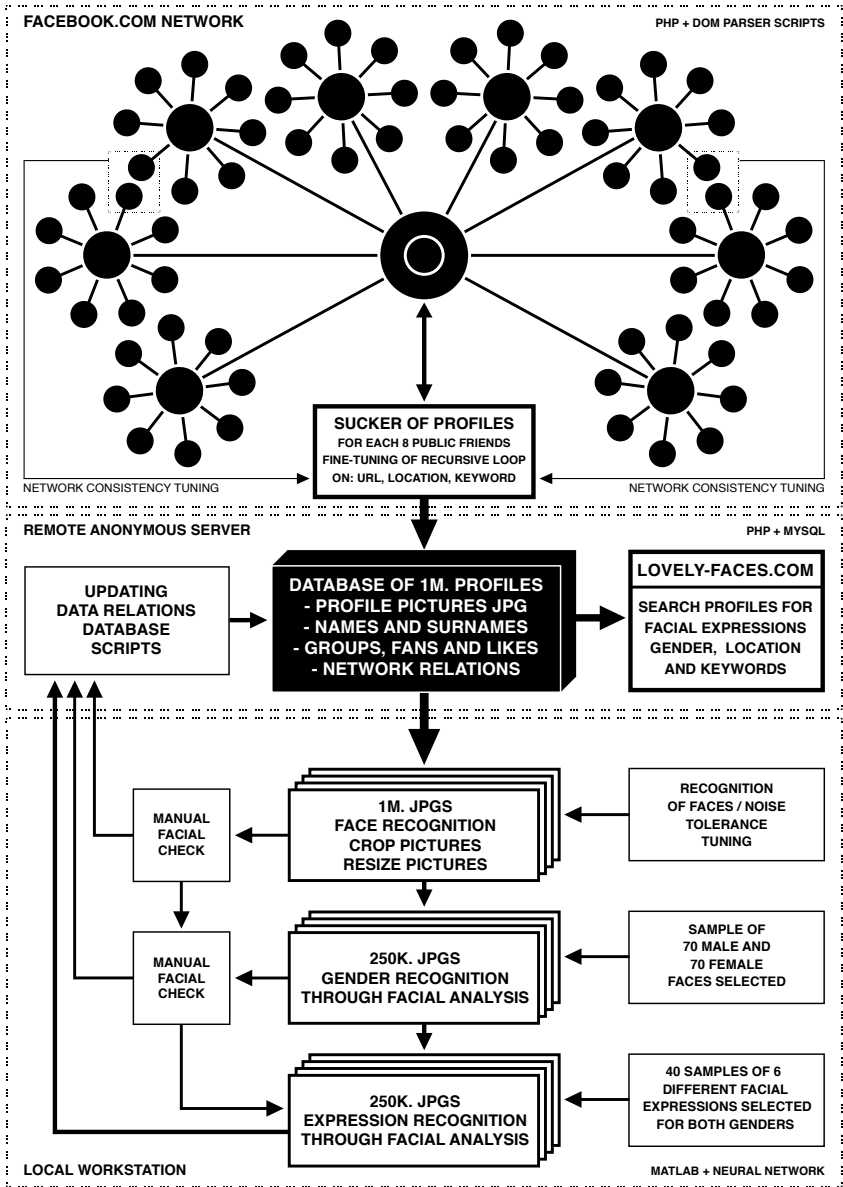 FACEBOOK.COM NETWORK
PHP + DOM PARSER SCRIPTS
SUCKER OF PROFILES
FOR EACH 8 PUBLIC FRIENDS
FINE-TUNING OF RECURSIVE LOOP
ON: URL, LOCATION, KEYWORD
NETWORK CONSISTENCY TUNING
NETWORK CONSISTENCY TUNING
REMOTE ANONYMOUS SERVER
PHP + MYSQL
UPDATING
DATA RELATIONS
DATABASE
SCRIPTS
DATABASE OF 1M. PROFILES
- PROFILE PICTURES JPG
- NAMES AND SURNAMES
- GROUPS, FANS AND LIKES
- NETWORK RELATIONS
LOVELY-FACES.COM
SEARCH PROFILES FOR
FACIAL EXPRESSIONS
GENDER, LOCATION
AND KEYWORDS
MANUAL
FACIAL
CHECK
1M. JPGS
FACE RECOGNITION
CROP PICTURES
RESIZE PICTURES
RECOGNITION
OF FACES / NOISE
TOLERANCE
TUNING
MANUAL
FACIAL
CHECK
250K. JPGS
GENDER RECOGNITION
THROUGH FACIAL ANALYSIS
SAMPLE OF
70 MALE AND
70 FEMALE
FACES SELECTED
250K. JPGS
EXPRESSION RECOGNITION
THROUGH FACIAL ANALYSIS
40 SAMPLES OF 6
DIFFERENT FACIAL
EXPRESSIONS SELECTED
FOR BOTH GENDERS
LOCAL WORKSTATION
MATLAB + NEURAL NETWORK